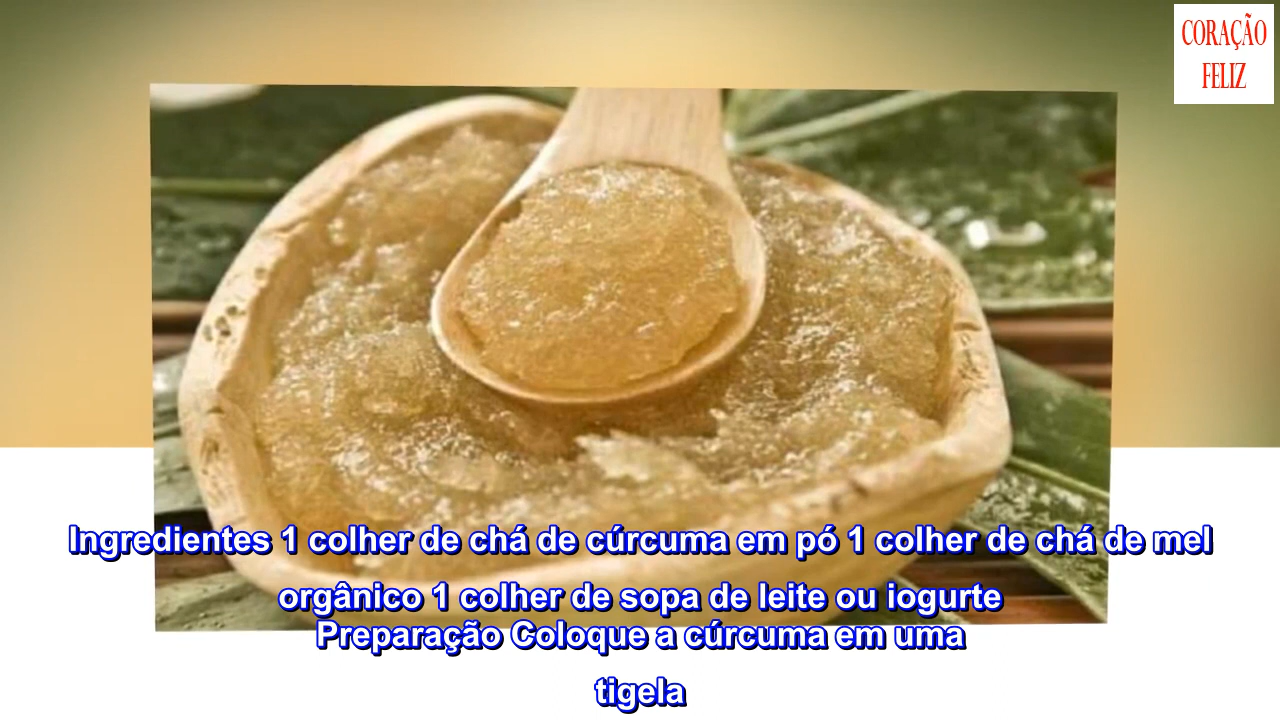 CORAÇÃO
FELIZ
Ingredientes 1 colher de chá de cúrcuma em pó 1 colher de chá de mel
orgânico 1 colher de sopa de leite ou iogurte
Preparação Coloque a cúrcuma em uma
tigela